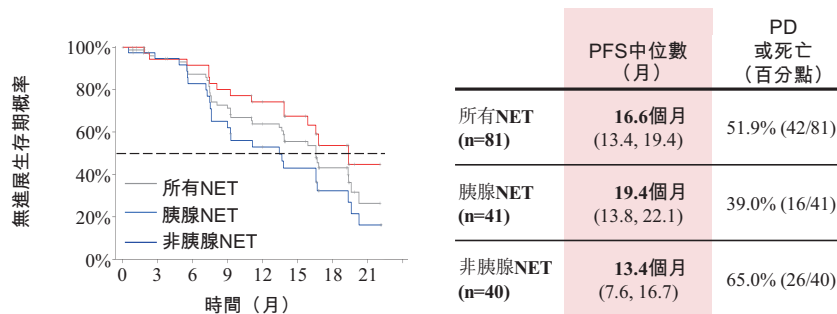 無進展生存期概率
100%
80%
60%
40%
20%
0%
所有NET
胰腺NET
非胰腺NET
0 3 6 9 12 15 18 21
時間（月）
PFS中位數
（月）
PD
或死亡
（百分點）
所有NET
(n=81)
16.6個月
(13.4, 19.4)
51.9% (42/81)
胰腺NET
(n=41)
19.4個月
(13.8, 22.1)
39.0% (16/41)
非胰腺NET
(n=40)
13.4個月
(7.6, 16.7)
65.0% (26/40)